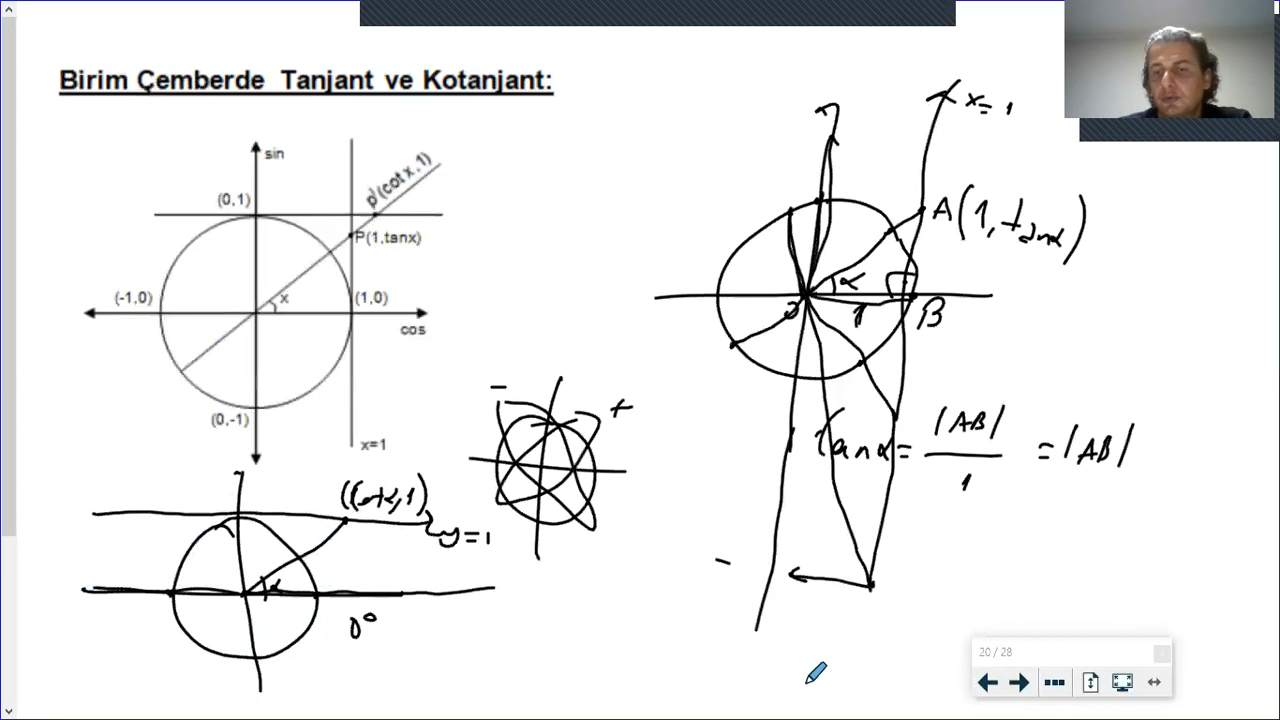 Birim Çemberde Tanjant ve Kotanjant:
sin
(0,1)
p'(cotx,1)
P(1,tanx)
(-1,0)
x
(1,0)
cos
(0,-1)
x=1
x=1
A(1, tanα)
α
O
1
B
- +
tanα = |AB| / 1 = |AB|
(cotα,1)
y=1
α
0°
-
20 / 28